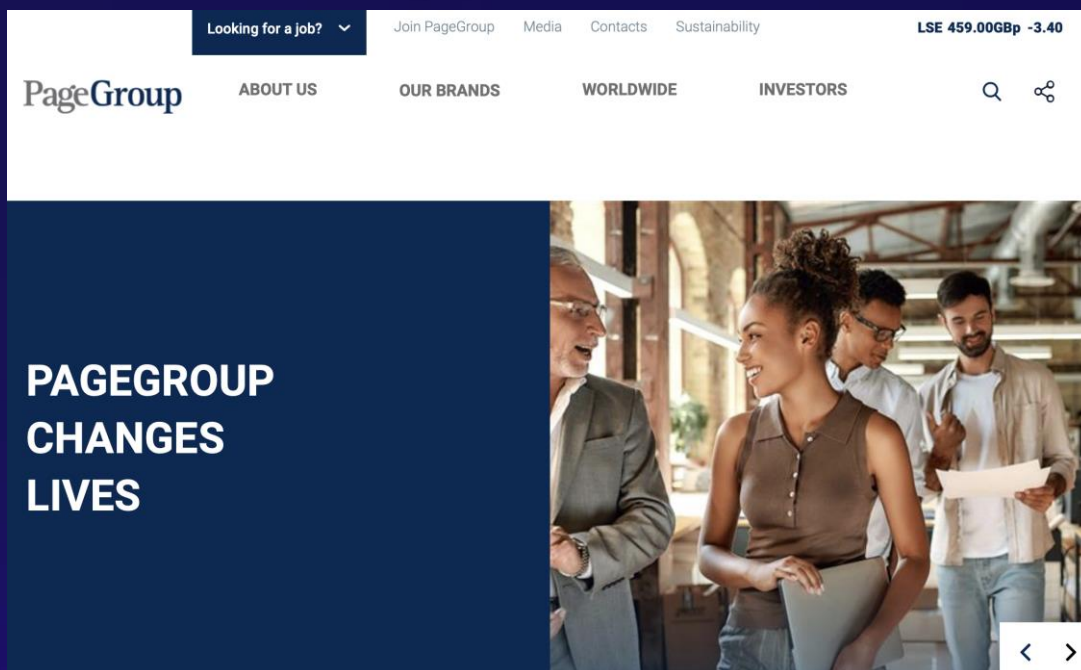 Looking for a job?
Join PageGroup
Media
Contacts
Sustainability
LSE 459.00GBp -3.40
PageGroup
ABOUT US
OUR BRANDS
WORLDWIDE
INVESTORS
PAGEGROUP
CHANGES
LIVES